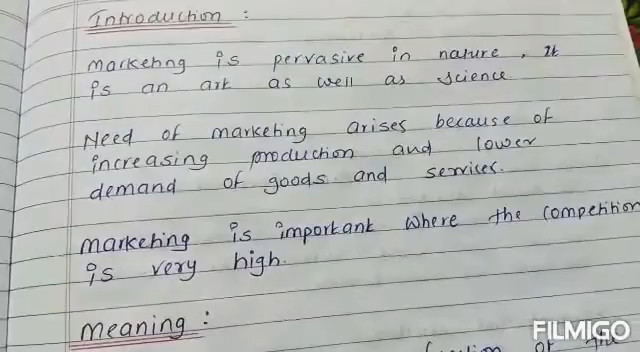 Introduction :
Marketing is pervasive in nature, It
is an art as well as science
Need of marketing arises because of
increasing production and lower
demand of goods and services.
Marketing is important where the competition
is very high.
Meaning :
of the
FILMIGO